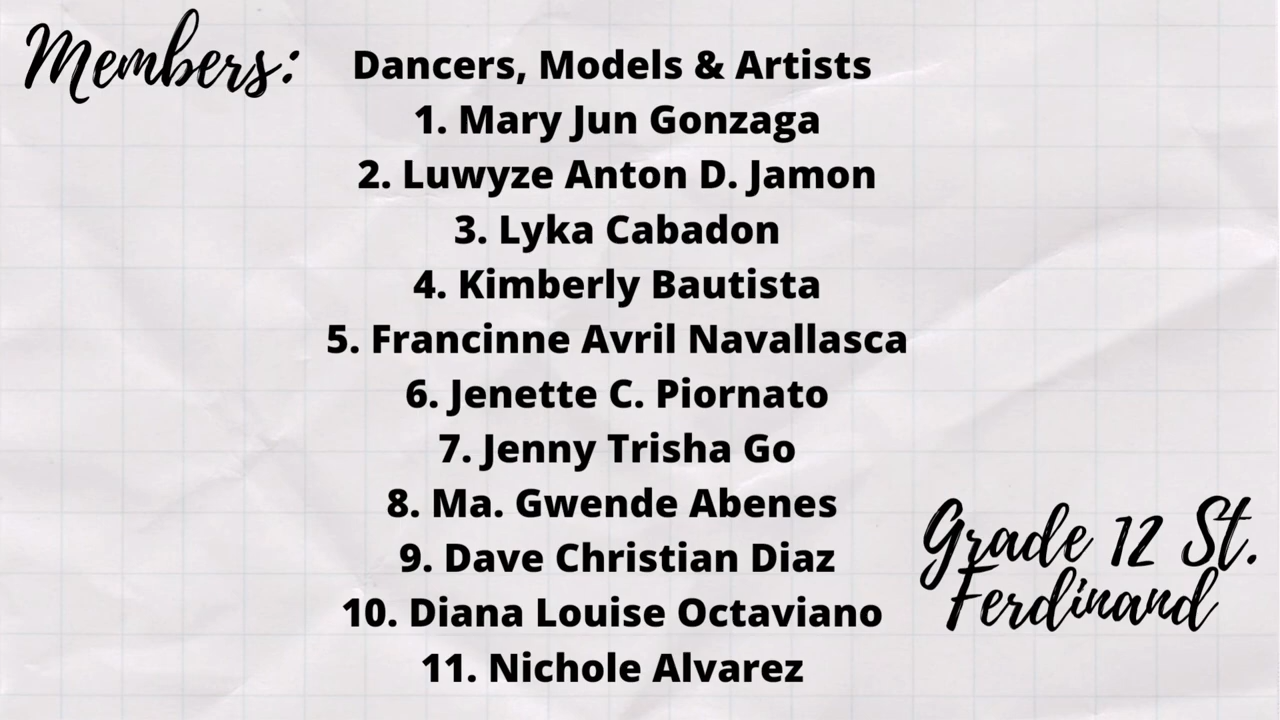 Members:
Dancers, Models & Artists
1. Mary Jun Gonzaga
2. Luwyze Anton D. Jamon
3. Lyka Cabadon
4. Kimberly Bautista
5. Francinne Avril Navallasca
6. Jenette C. Piornato
7. Jenny Trisha Go
8. Ma. Gwende Abenes
9. Dave Christian Diaz
10. Diana Louise Octaviano
11. Nichole Alvarez
Grade 12 St.
Ferdinand